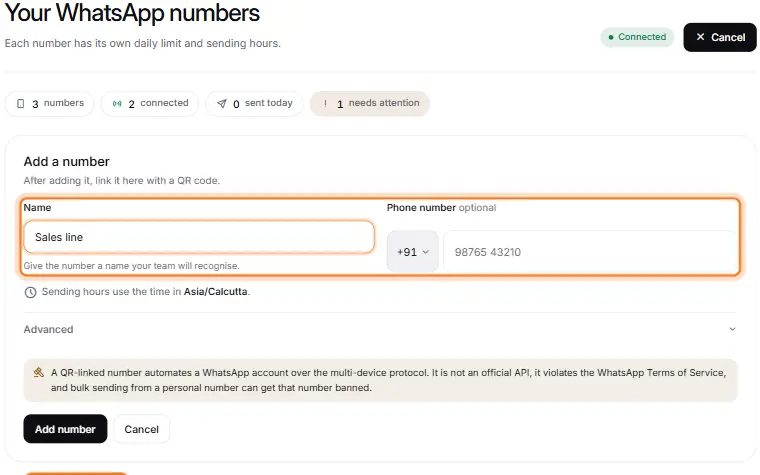 Your WhatsApp numbers
Each number has its own daily limit and sending hours.
Connected
Cancel
3 numbers
2 connected
0 sent today
! 1 needs attention
Add a number
After adding it, link it here with a QR code.
Name
Phone number optional
Sales line
+91
98765 43210
Give the number a name your team will recognise.
Sending hours use the time in Asia/Calcutta.
Advanced
A QR-linked number automates a WhatsApp account over the multi-device protocol. It is not an official API, it violates the WhatsApp Terms of Service,
and bulk sending from a personal number can get that number banned.
Add number
Cancel